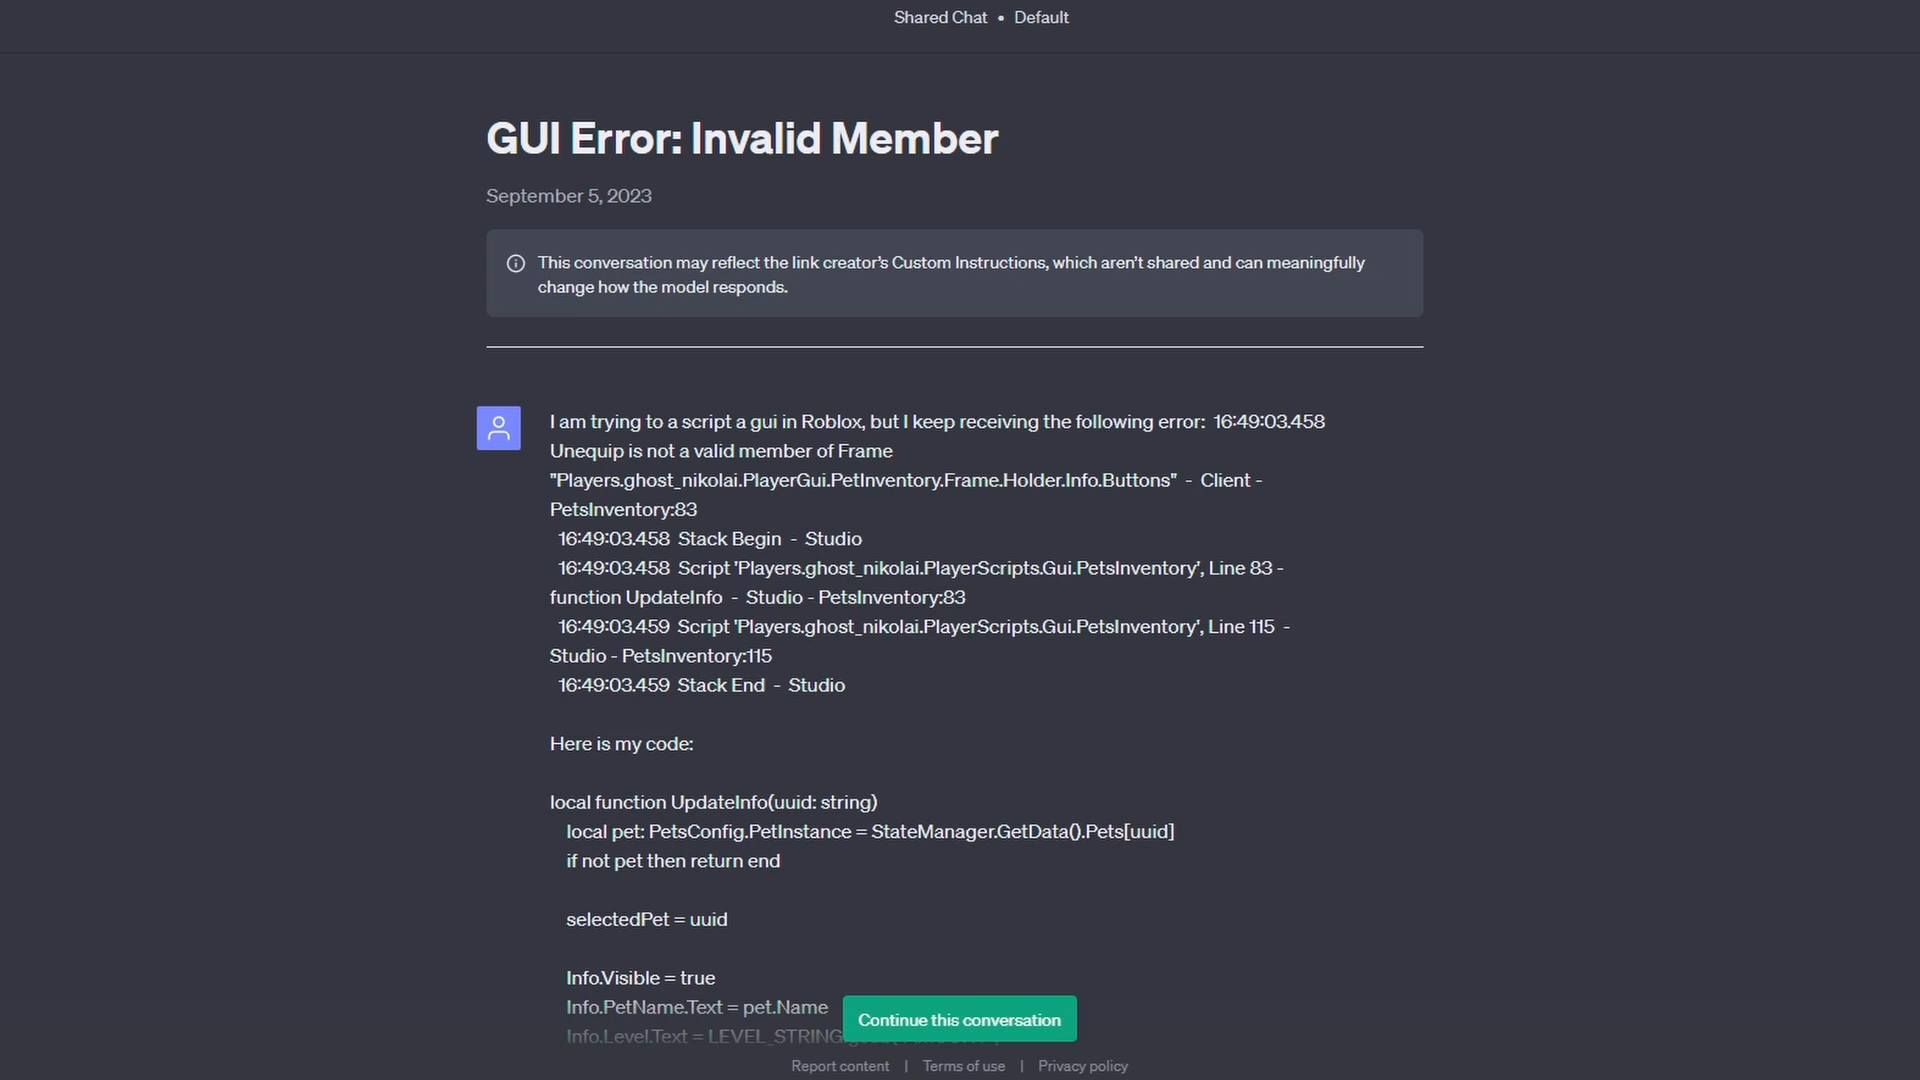 Shared Chat • Default
GUI Error: Invalid Member
September 5, 2023
This conversation may reflect the link creator's Custom Instructions, which aren't shared and can meaningfully
change how the model responds.
I am trying to a script a gui in Roblox, but I keep receiving the following error:  16:49:03.458
Unequip is not a valid member of Frame
"Players.ghost_nikolai.PlayerGui.PetInventory.Frame.Holder.Info.Buttons"  -  Client -
PetsInventory:83
16:49:03.458  Stack Begin  -  Studio
16:49:03.458  Script 'Players.ghost_nikolai.PlayerScripts.Gui.PetsInventory', Line 83 -
function UpdateInfo  -  Studio - PetsInventory:83
16:49:03.459  Script 'Players.ghost_nikolai.PlayerScripts.Gui.PetsInventory', Line 115  -
Studio - PetsInventory:115
16:49:03.459  Stack End  -  Studio
Here is my code:
local function UpdateInfo(uuid: string)
local pet: PetsConfig.PetInstance = StateManager.GetData().Pets[uuid]
if not pet then return end
selectedPet = uuid
Info.Visible = true
Info.PetName.Text = pet.Name
Continue this conversation
Info.Level.Text = LEVEL_STRING
Report content | Terms of use | Privacy policy